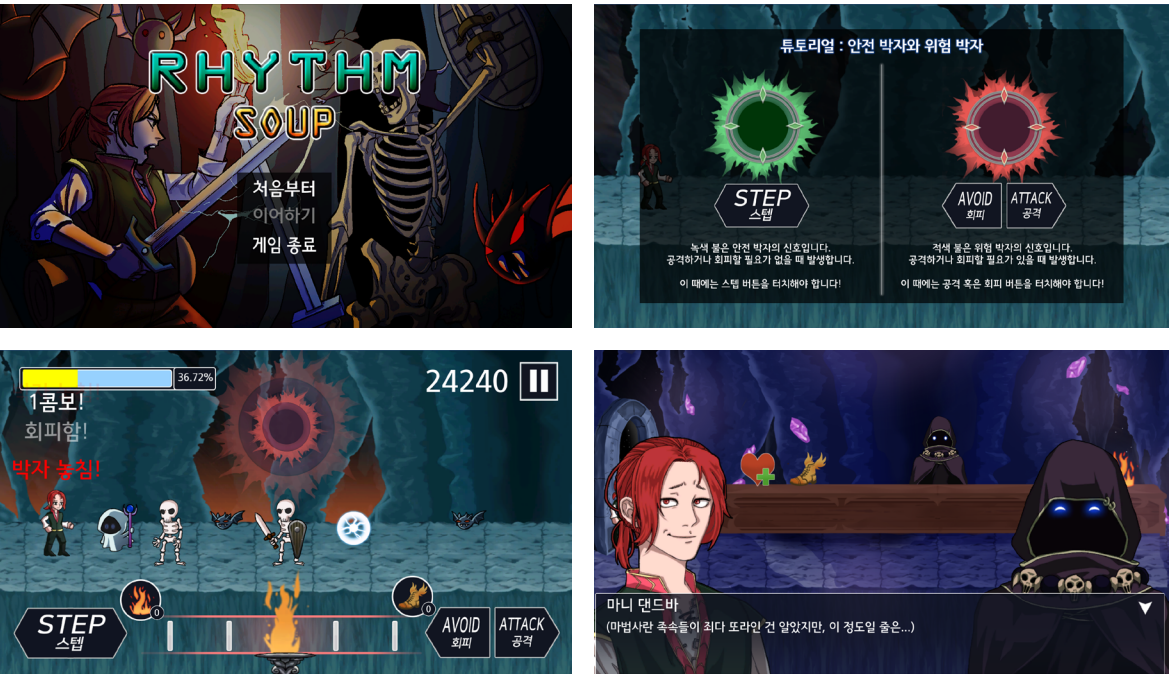 RHYTHM
SOUP
처음부터
이어하기
게임 종료
튜토리얼 : 안전 박자와 위험 박자
STEP
스텝
AVOID
회피
ATTACK
공격
녹색 불은 안전 박자의 신호입니다.
공격하거나 회피할 필요가 없을 때 발생합니다.
이 때에는 스텝 버튼을 터치해야 합니다!
적색 불은 위험 박자의 신호입니다.
공격하거나 회피할 필요가 있을 때 발생합니다.
이 때에는 공격 혹은 회피 버튼을 터치해야 합니다!
36.72%
24240
1콤보!
회피함!
박자 놓침!
STEP
스텝
0
0
AVOID
회피
ATTACK
공격
마니 댄드바
(마법사란 족속들이 죄다 또라인 건 알았지만, 이 정도일 줄은...)